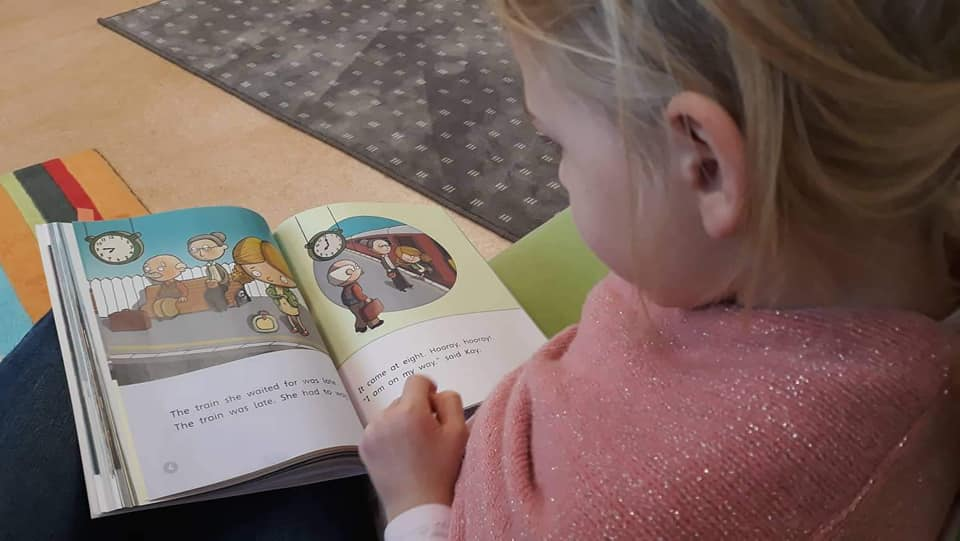 The train she waited for was late.
The train was late. She had to
4
It came at eight. Hooray, hooray!
"I am on my way," said Kay.